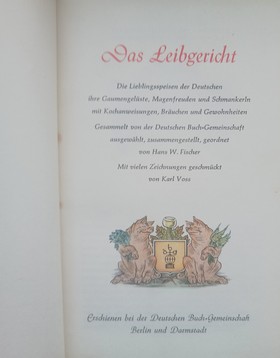 Das Leibgericht
Die Lieblingsspeisen der Deutschen
ihre Gaumengelüste, Magenfreuden und Schmankerln
mit Kochanweisungen, Bräuchen und Gewohnheiten
Gesammelt von der Deutschen Buch-Gemeinschaft
ausgewählt, zusammengestellt, geordnet
von Hans W. Fischer
Mit vielen Zeichnungen geschmückt
von Karl Voss
Erschienen bei der Deutschen Buch-Gemeinschaft
Berlin und Darmstadt